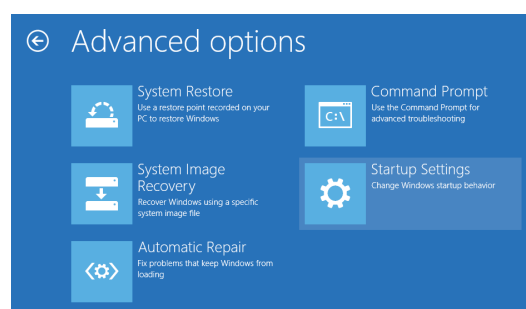 Advanced options
System Restore
Use a restore point recorded on your
PC to restore Windows
Command Prompt
Use the Command Prompt for
advanced troubleshooting
C:\
System Image
Recovery
Recover Windows using a specific
system image file
Startup Settings
Change Windows startup behavior
Automatic Repair
Fix problems that keep Windows from
loading